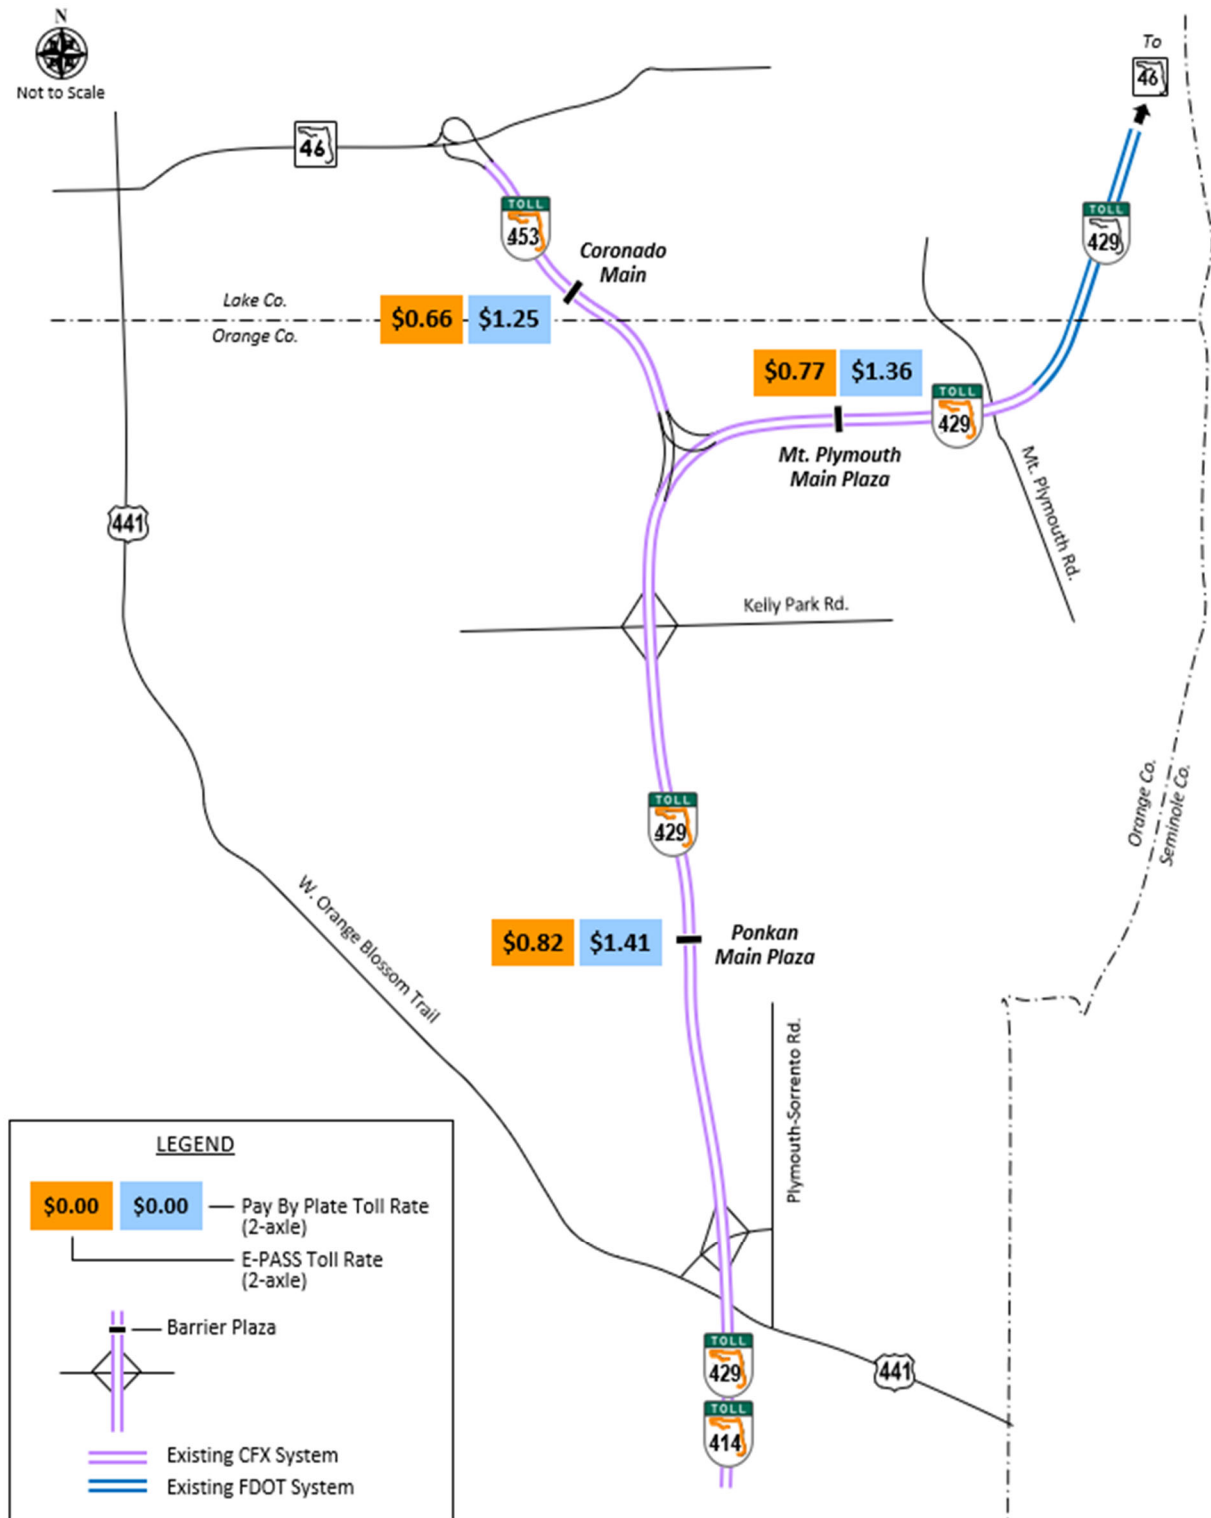 N
Not to Scale
To
46
46
TOLL
453
Coronado
Main
TOLL
429
Lake Co.
Orange Co.
$0.66 $1.25
$0.77 $1.36
TOLL
429
Mt. Plymouth
Main Plaza
Mt. Plymouth Rd.
441
Kelly Park Rd.
TOLL
429
Orange Co.
Seminole Co.
W. Orange Blossom Trail
$0.82 $1.41
Ponkan
Main Plaza
Plymouth-Sorrento Rd.
LEGEND
$0.00 $0.00 Pay By Plate Toll Rate
(2-axle)
E-PASS Toll Rate
(2-axle)
Barrier Plaza
Existing CFX System
Existing FDOT System
TOLL
429
TOLL
414
441